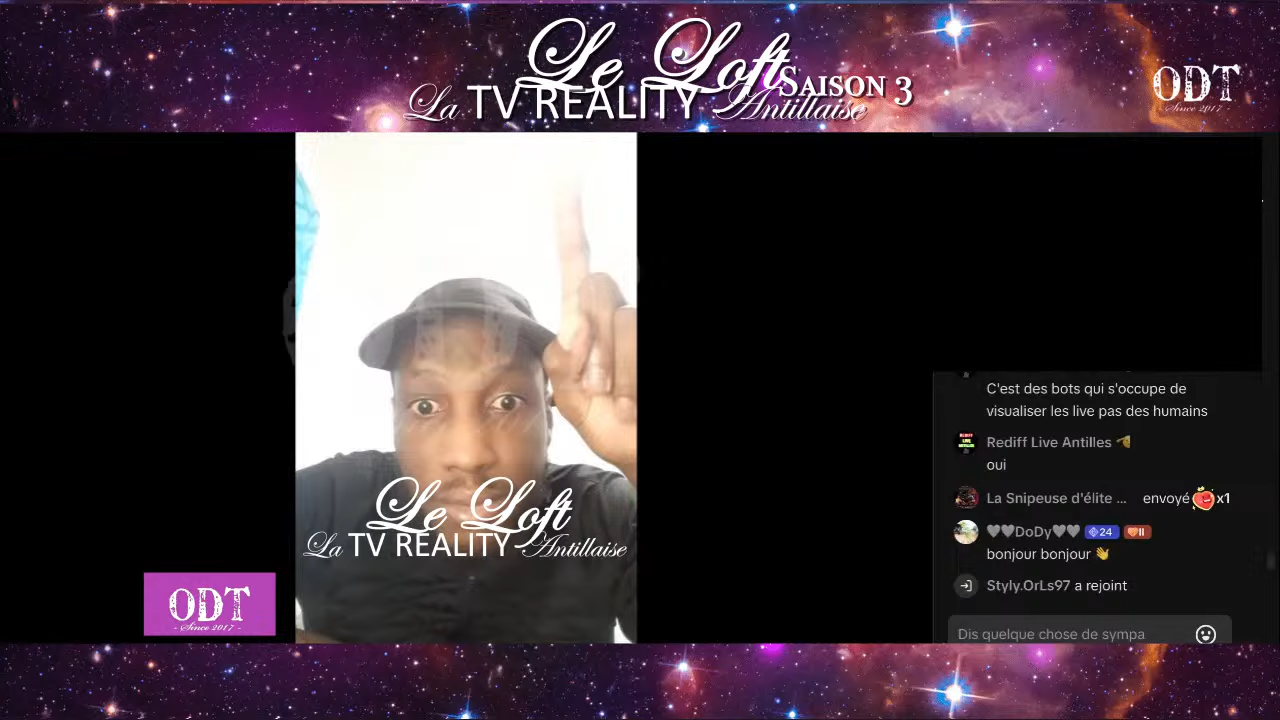 Le Loft
SAISON 3
La TV REALITY Antillaise
ODT
Since 2017
Le Loft
La TV REALITY Antillaise
ODT
- Since 2017 -
C'est des bots qui s'occupe de
visualiser les live pas des humains
Rediff Live Antilles
oui
La Snipeuse d'élite ... envoyé x1
🩶🩶DoDy🩶🩶 24 II
bonjour bonjour 👋
Styly.OrLs97 a rejoint
Dis quelque chose de sympa